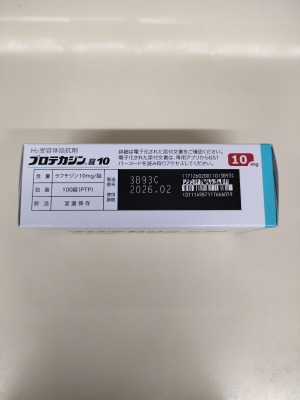 H₂受容体拮抗剤
プロテカジン錠10
詳細は電子化された添付文書をご確認ください。
電子化された添付文書は、専用アプリからGS1
バーコードを読み取りアクセスしてください。
10mg
含量 ラフチジン10mg/錠
包装 100錠(PTP)
貯法 室温保存
製造番号 3B93C
使用期限 2026.02